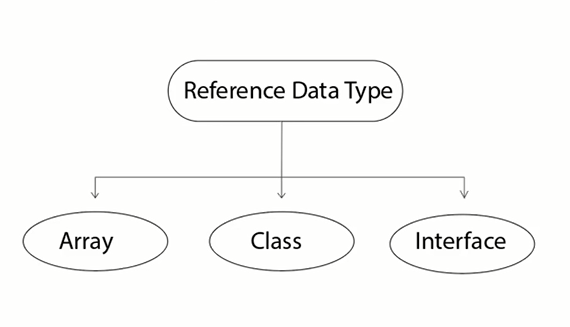 Reference Data Type
Array
Class
Interface